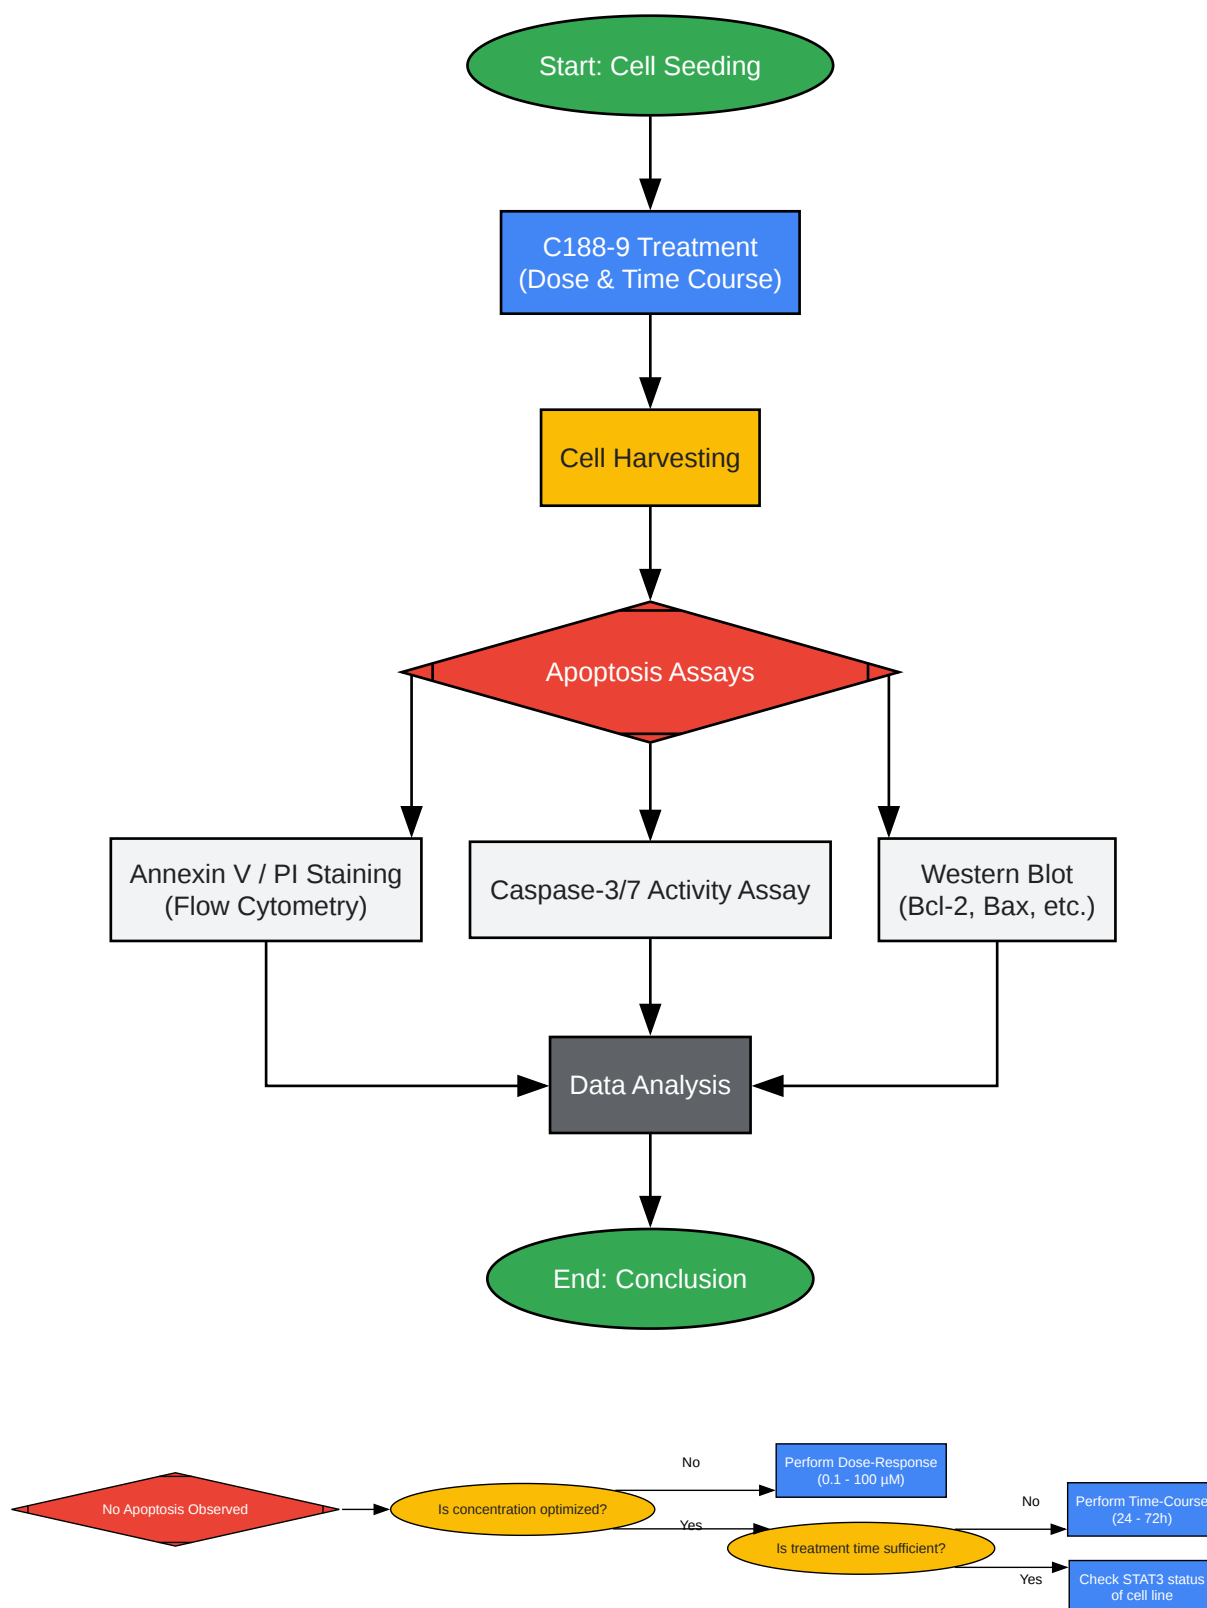 Start: Cell Seeding
C188-9 Treatment
(Dose & Time Course)
Cell Harvesting
Apoptosis Assays
Annexin V / PI Staining
(Flow Cytometry)
Caspase-3/7 Activity Assay
Western Blot
(Bcl-2, Bax, etc.)
Data Analysis
End: Conclusion
No Apoptosis Observed
Is concentration optimized?
No
Perform Dose-Response
(0.1 - 100 µM)
Yes
Is treatment time sufficient?
No
Perform Time-Course
(24 - 72h)
Yes
Check STAT3 status
of cell line